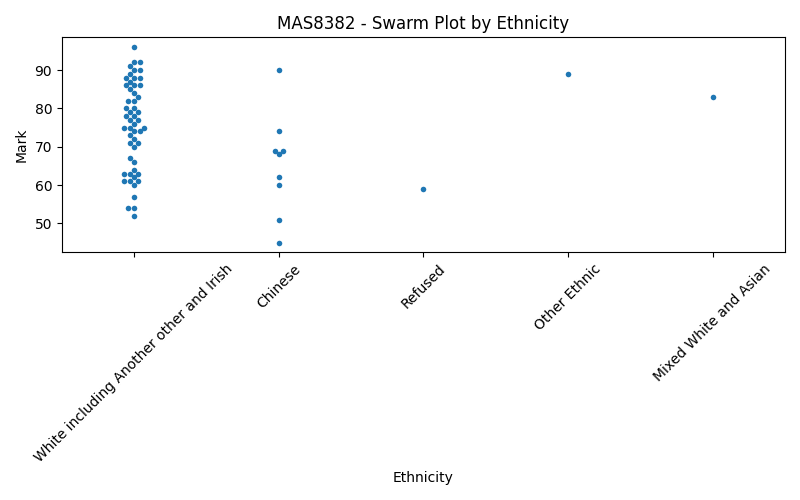 MAS8382 - Swarm Plot by Ethnicity
Mark
90
80
70
60
50
White including Another other and Irish
Chinese
Refused
Other Ethnic
Mixed White and Asian
Ethnicity